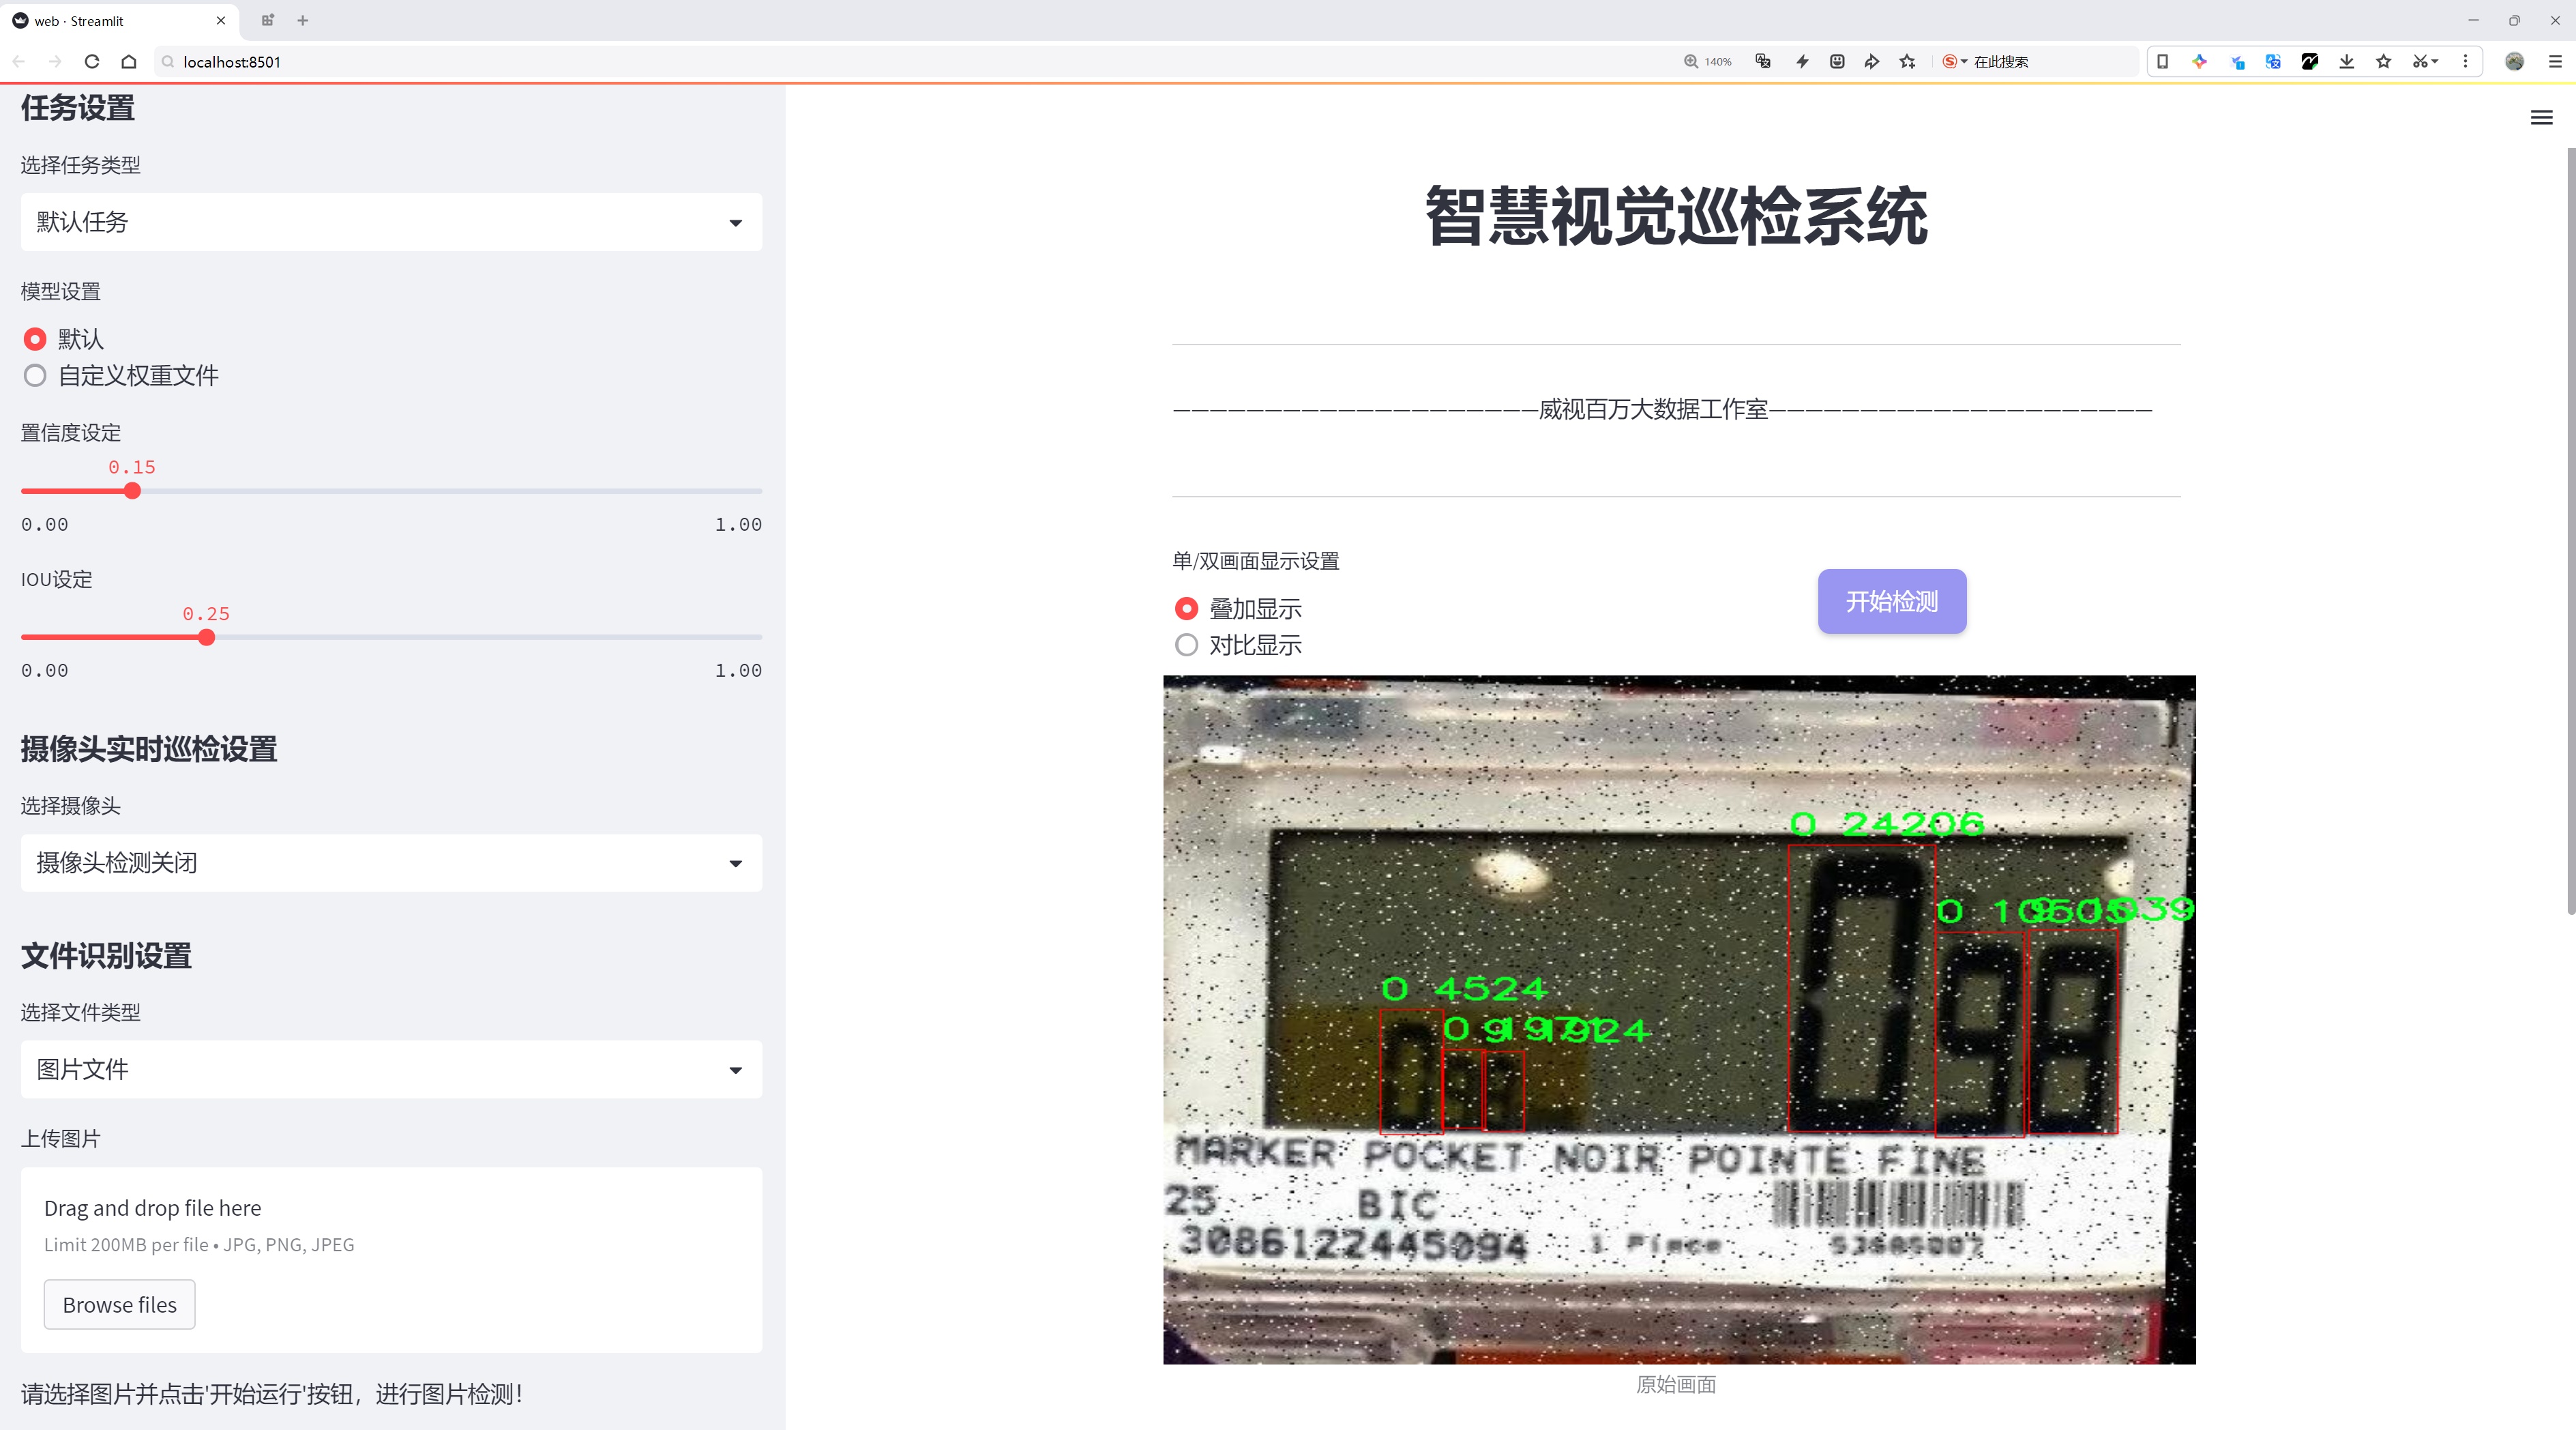 web · Streamlit
localhost:8501
140%
在此搜索
任务设置
选择任务类型
默认任务
模型设置
默认
自定义权重文件
置信度设定
0.15
0.00
1.00
IOU设定
0.25
0.00
1.00
摄像头实时巡检设置
选择摄像头
摄像头检测关闭
文件识别设置
选择文件类型
图片文件
上传图片
Drag and drop file here
Limit 200MB per file • JPG, PNG, JPEG
Browse files
请选择图片并点击'开始运行'按钮，进行图片检测！
智慧视觉巡检系统
威视百万大数据工作室
单/双画面显示设置
叠加显示
对比显示
开始检测
0 24206
0 4524
098
MARKER POCKET NOIR POINTE FINE
25 BIC
3086122445094 1 Piece
原始画面